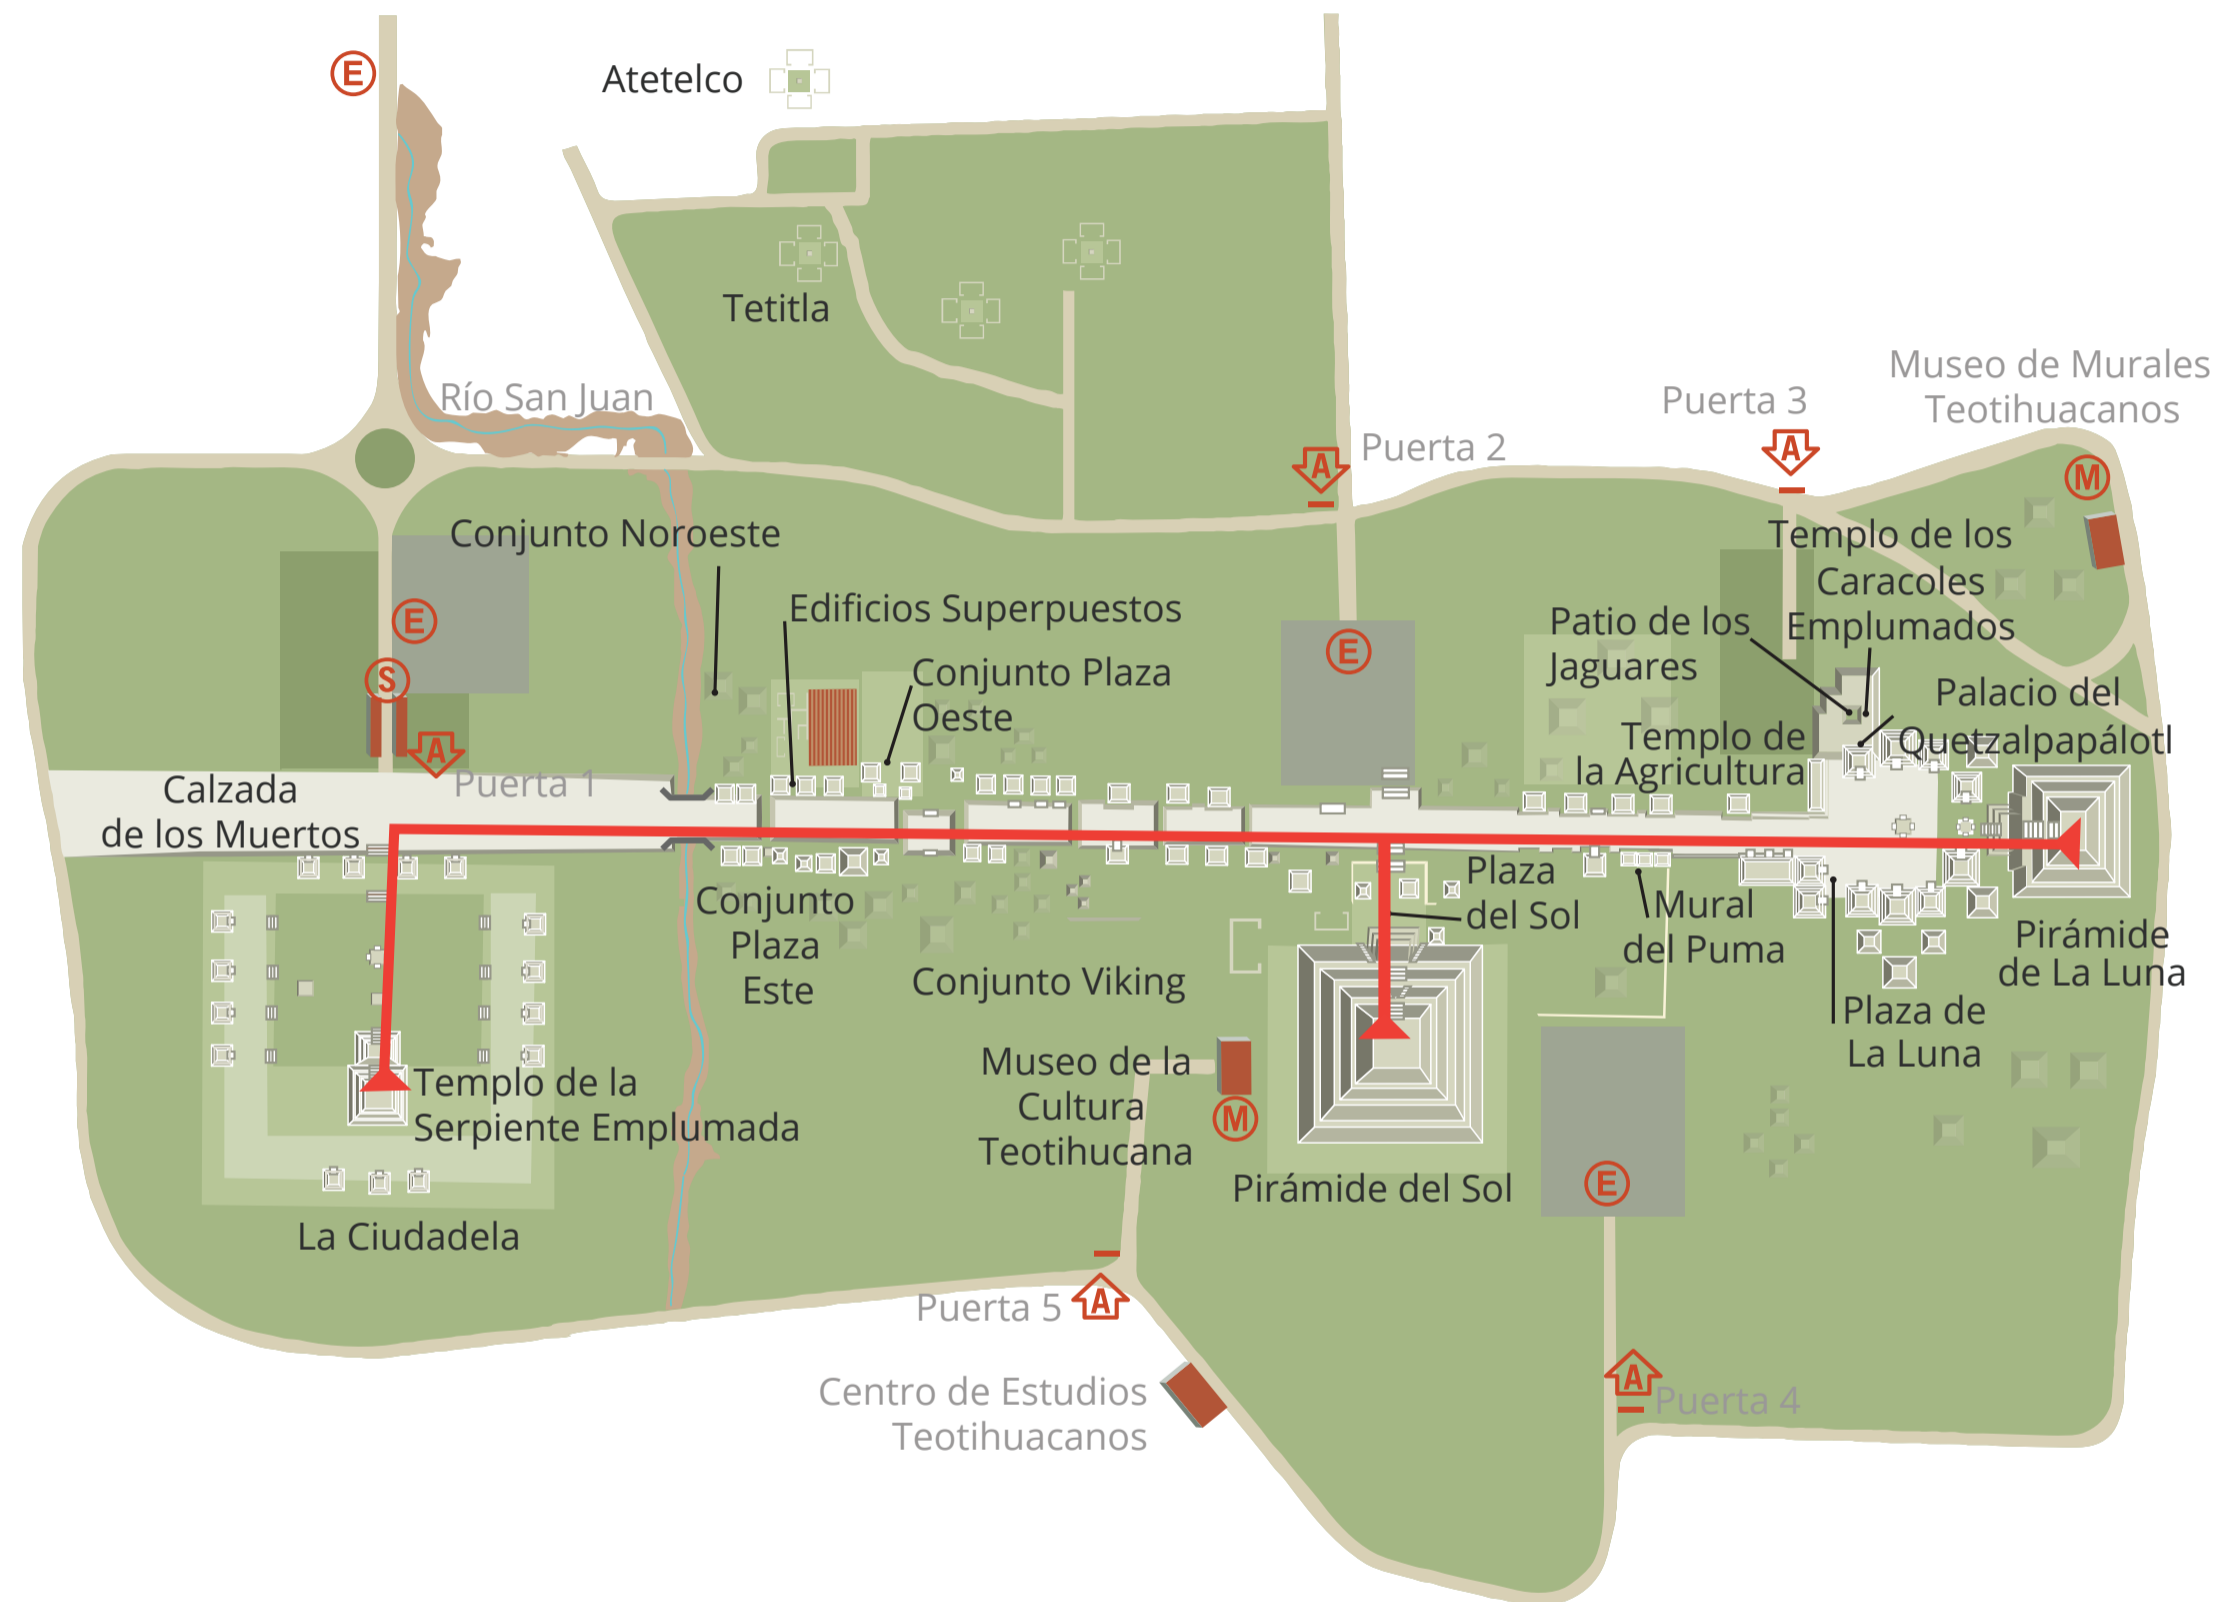 E
Atetelco
Tetitla
Río San Juan
Museo de Murales
Teotihuacanos
Puerta 3
A
Puerta 2
A
M
Conjunto Noroeste
Templo de los
Caracoles
Emplumados
Edificios Superpuestos
Patio de los
Jaguares
E
E
S
Conjunto Plaza
Oeste
Palacio del
Quetzalpapálotl
Templo de
la Agricultura
A
Puerta 1
Calzada
de los Muertos
Plaza
del Sol
Conjunto
Plaza
Este
Mural
del Puma
Pirámide
de La Luna
Conjunto Viking
Plaza de
La Luna
Templo de la
Serpiente Emplumada
Museo de la
Cultura
Teotihucana
M
Pirámide del Sol
E
La Ciudadela
Puerta 5
A
Centro de Estudios
Teotihuacanos
A
Puerta 4